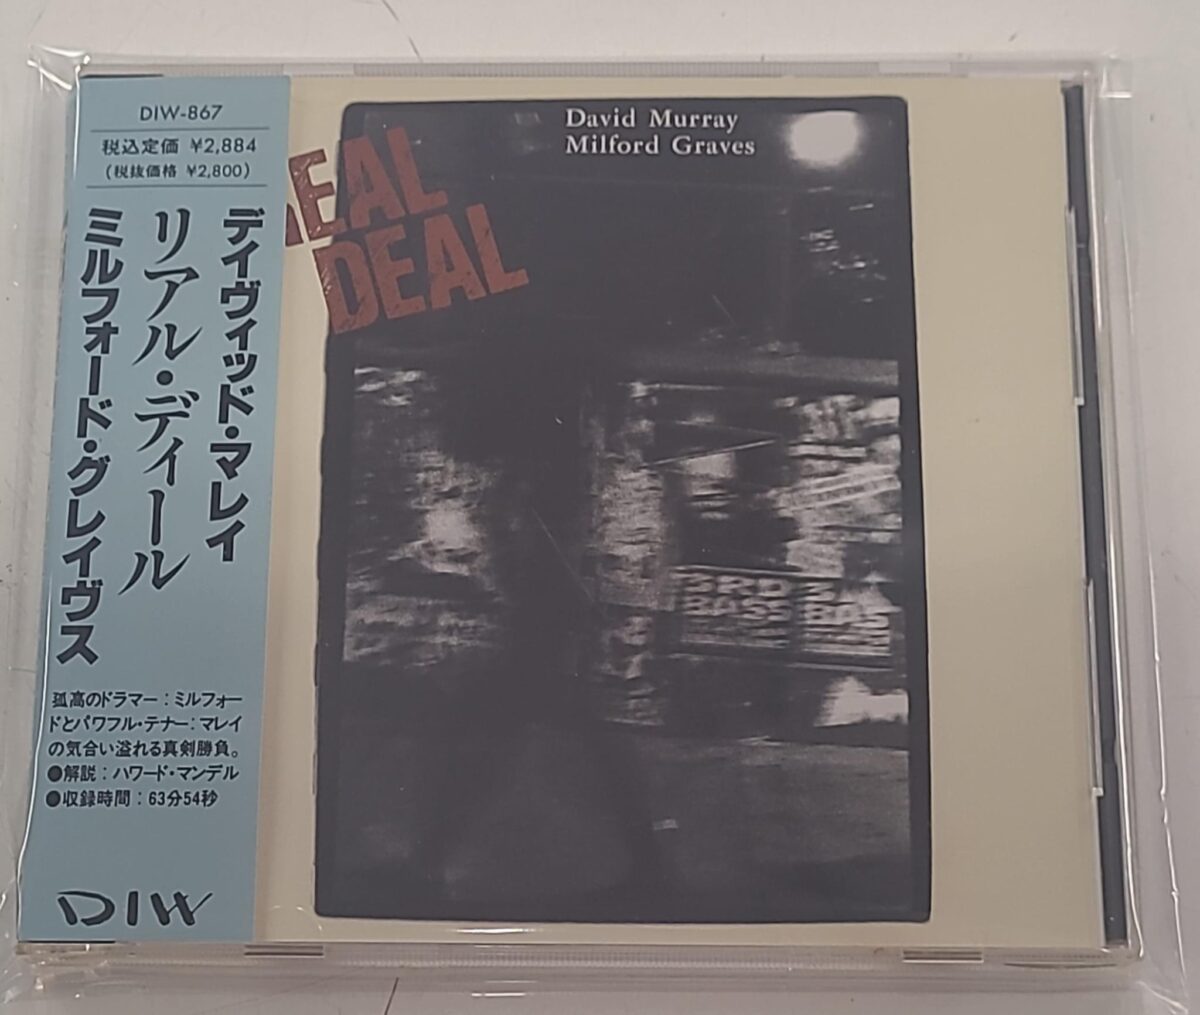 DIW-867
税込定価 ¥2,884
(税抜価格 ¥2,800)
デイヴィッド・マレイ
リアル・ディール
ミルフォード・グレイヴス
孤高のドラマー：ミルフォー
ドとパワフル・テナー：マレイ
の気合い溢れる真剣勝負。
●解説：ハワード・マンデル
●収録時間：63分54秒
DIW
David Murray
Milford Graves
REAL
DEAL
3RD
BASS
BAS